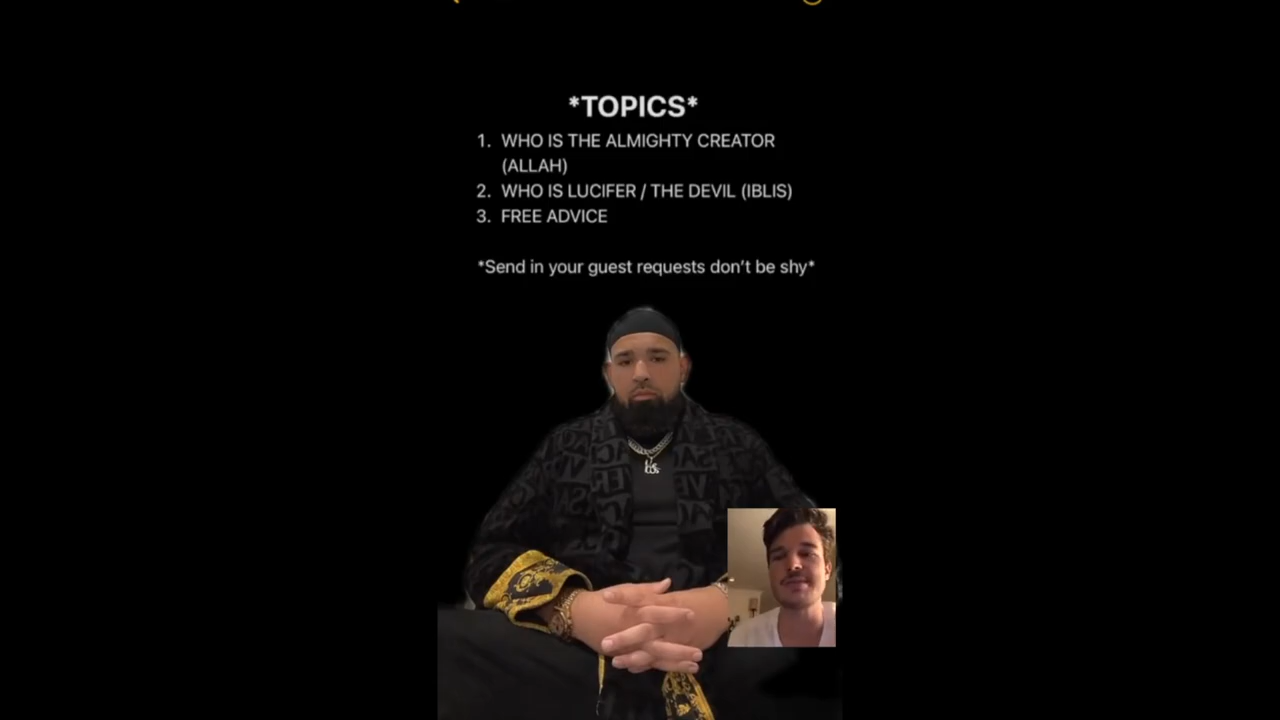 *TOPICS*
1. WHO IS THE ALMIGHTY CREATOR
(ALLAH)
2. WHO IS LUCIFER / THE DEVIL (IBLIS)
3. FREE ADVICE
*Send in your guest requests don't be shy*